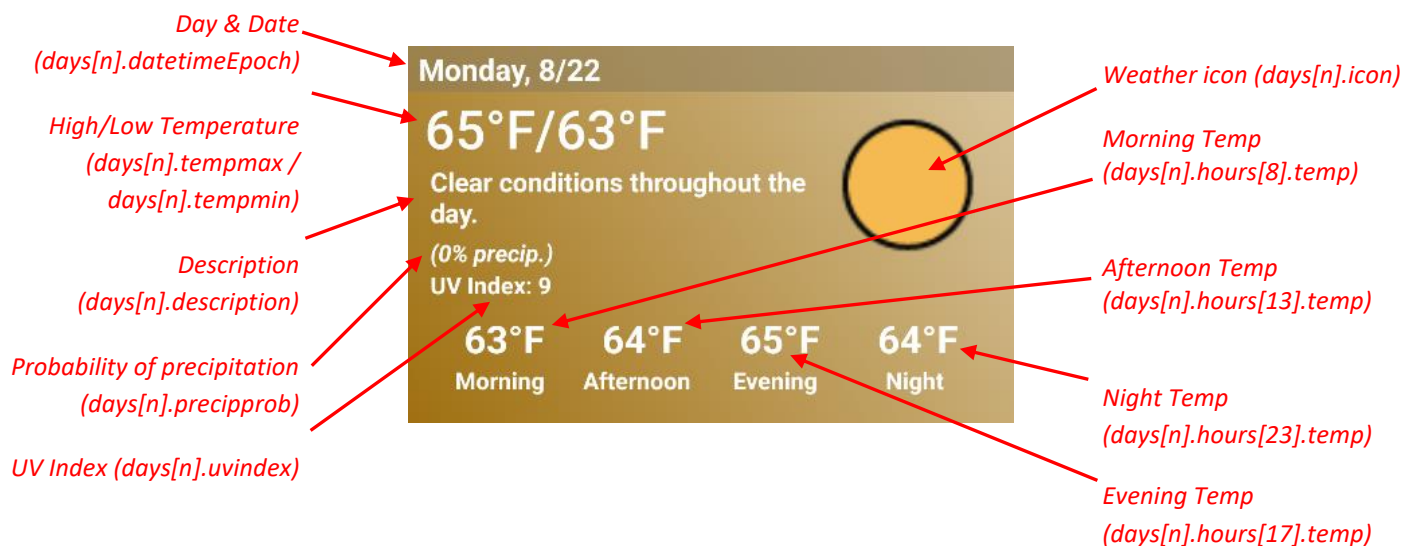 Day & Date
(days[n].datetimeEpoch)
High/Low Temperature
(days[n].tempmax /
days[n].tempmin)
Description
(days[n].description)
Probability of precipitation
(days[n].precipprob)
UV Index (days[n].uvindex)
Monday, 8/22
65°F/63°F
Clear conditions throughout the
day.
(0% precip.)
UV Index: 9
63°F 64°F 65°F 64°F
Morning Afternoon Evening Night
Weather icon (days[n].icon)
Morning Temp
(days[n].hours[8].temp)
Afternoon Temp
(days[n].hours[13].temp)
Night Temp
(days[n].hours[23].temp)
Evening Temp
(days[n].hours[17].temp)